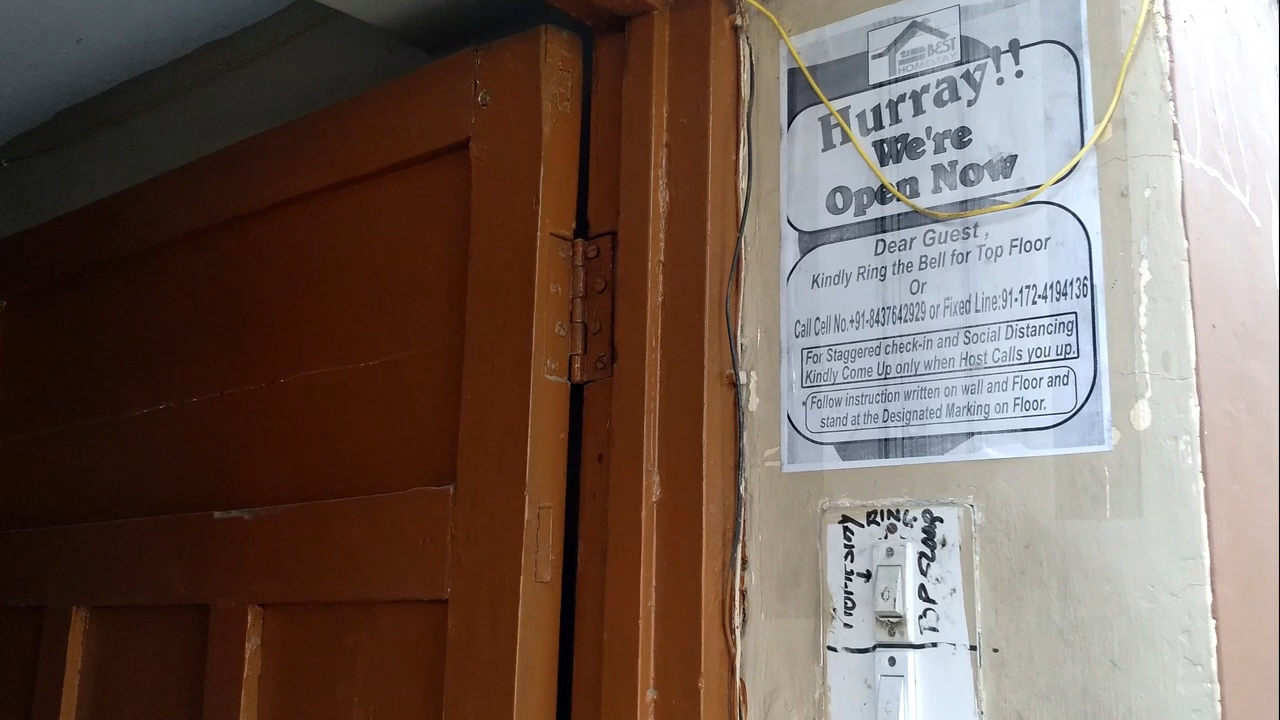 BEST
HOMESTAY
Hurray!!
We're
Open Now
Dear Guest,
Kindly Ring the Bell for Top Floor
Or
Call Cell No.+91-8437642929 or Fixed Line:91-172-4194136
For Staggered check-in and Social Distancing
Kindly Come Up only when Host Calls you up.
Follow instruction written on wall and Floor and
stand at the Designated Marking on Floor.
RING